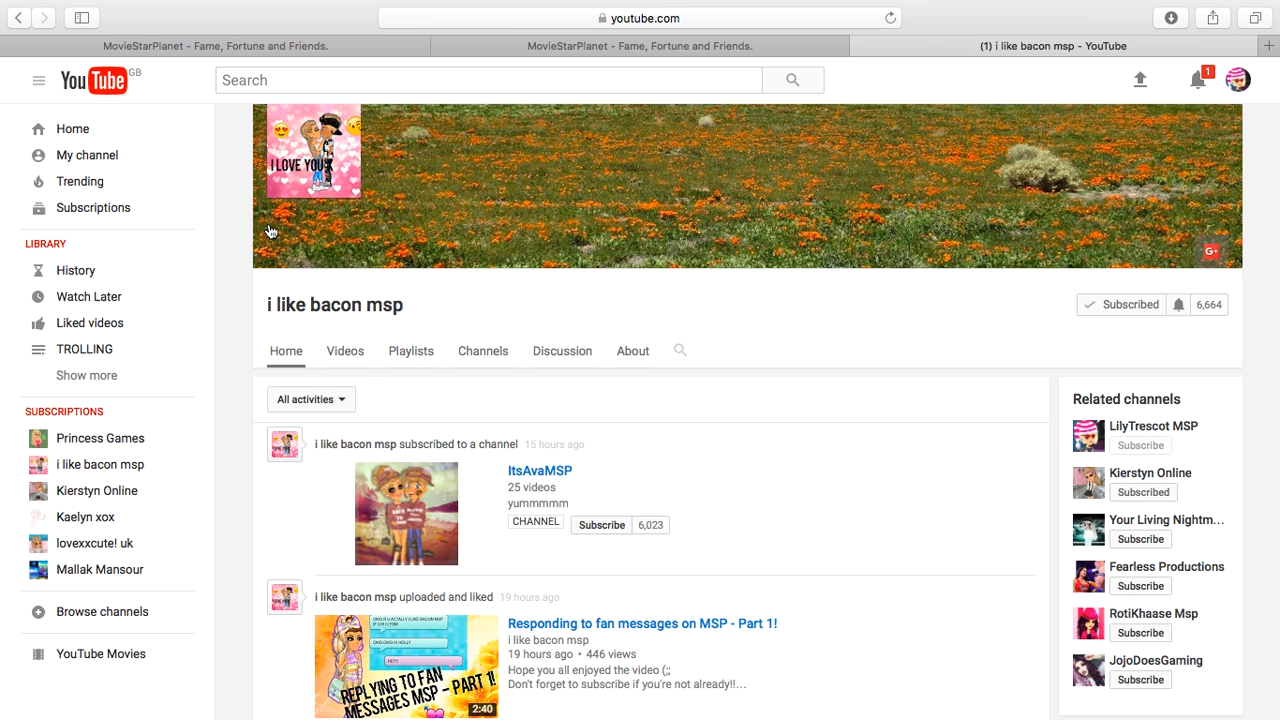 youtube.com
MovieStarPlanet - Fame, Fortune and Friends.
MovieStarPlanet - Fame, Fortune and Friends.
(1) i like bacon msp - YouTube
YouTube GB
Search
1
Home
My channel
Trending
Subscriptions
LIBRARY
History
Watch Later
Liked videos
TROLLING
Show more
SUBSCRIPTIONS
Princess Games
i like bacon msp
Kierstyn Online
Kaelyn xox
lovexxcute! uk
Mallak Mansour
Browse channels
YouTube Movies
I LOVE YOU
G+
i like bacon msp
Subscribed 6,664
Home Videos Playlists Channels Discussion About
All activities
i like bacon msp subscribed to a channel 15 hours ago
ItsAvaMSP
25 videos
yummmmm
CHANNEL Subscribe 6,023
i like bacon msp uploaded and liked 19 hours ago
REPLYING TO FAN
MESSAGES MSP - PART 1!
2:40
Responding to fan messages on MSP - Part 1!
i like bacon msp
19 hours ago • 446 views
Hope you all enjoyed the video (;;
Don't forget to subscribe if you're not already!!...
Related channels
LilyTrescot MSP
Subscribe
Kierstyn Online
Subscribed
Your Living Nightm...
Subscribe
Fearless Productions
Subscribe
RotiKhaase Msp
Subscribe
JojoDoesGaming
Subscribe